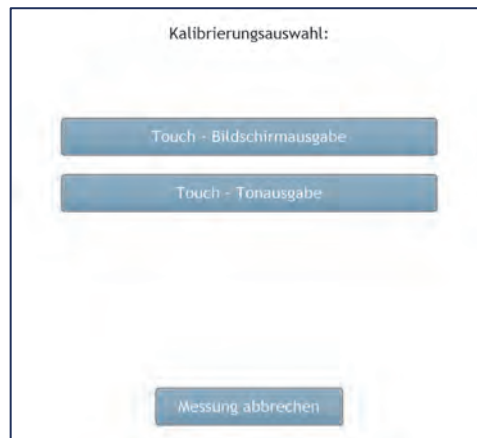 Kalibrierungsauswahl:
Touch - Bildschirmausgabe
Touch - Tonausgabe
Messung abbrechen